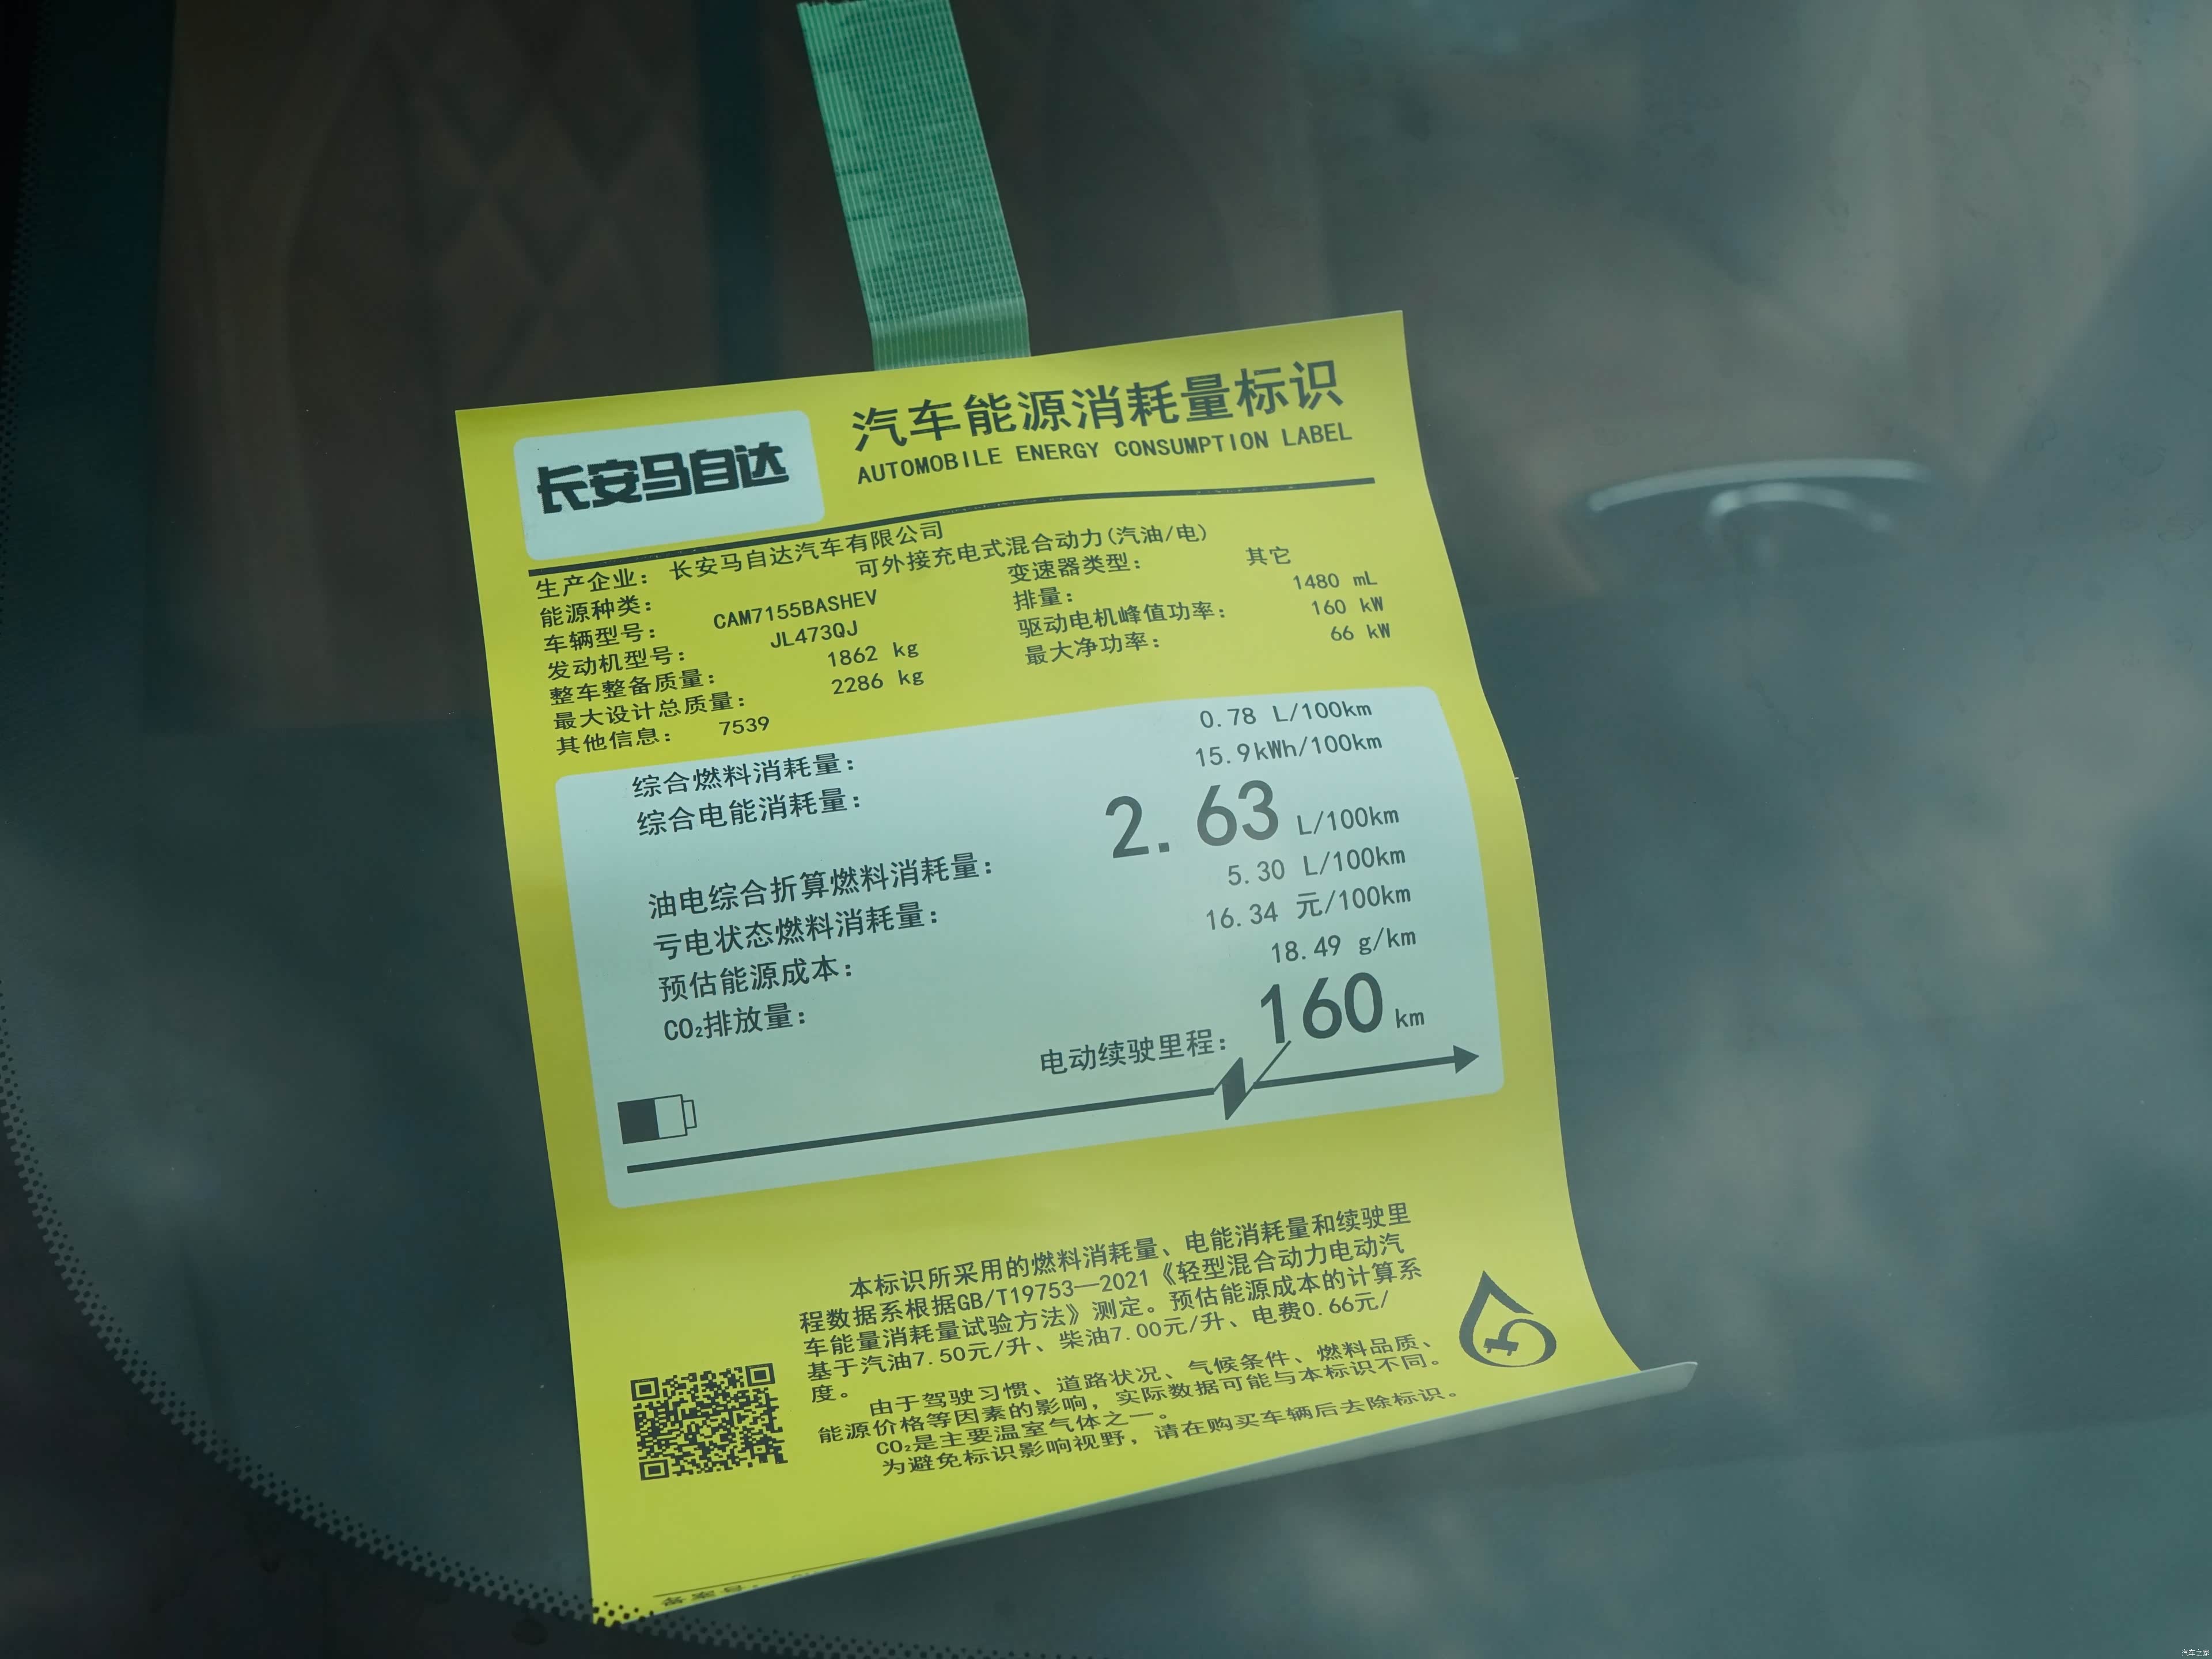 长安马自达
汽车能源消耗量标识
AUTOMOBILE ENERGY CONSUMPTION LABEL
生产企业： 长安马自达汽车有限公司
能源种类： 可外接充电式混合动力(汽油/电)
车辆型号： CAM7155BASHEV 变速器类型： 其它
发动机型号： JL473QJ 排量： 1480 mL
整车整备质量： 1862 kg 驱动电机峰值功率： 160 kW
最大设计总质量： 2286 kg 最大净功率： 66 kW
其他信息： 7539
综合燃料消耗量： 0.78 L/100km
综合电能消耗量： 15.9kWh/100km
油电综合折算燃料消耗量： 2.63 L/100km
亏电状态燃料消耗量： 5.30 L/100km
预估能源成本： 16.34 元/100km
CO₂排放量： 18.49 g/km
电动续驶里程： 160 km
本标识所采用的燃料消耗量、电能消耗量和续驶里
程数据系根据GB/T19753—2021《轻型混合动力电动汽
车能量消耗量试验方法》测定。预估能源成本的计算系
基于汽油7.50元/升、柴油7.00元/升、电费0.66元/
度。
由于驾驶习惯、道路状况、气候条件、燃料品质、
能源价格等因素的影响，实际数据可能与本标识不同。
CO₂是主要温室气体之一。
为避免标识影响视野，请在购买车辆后去除标识。
备案号：
汽车之家